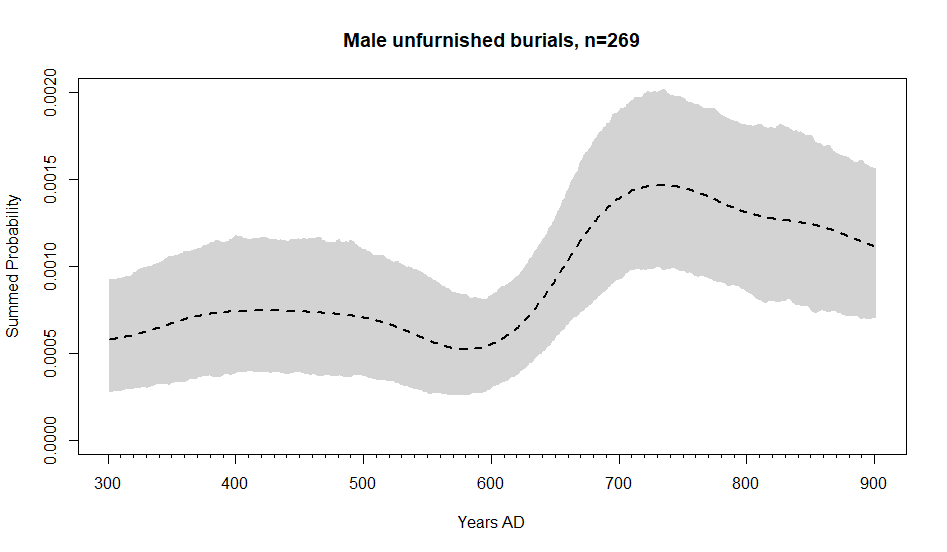 Male unfurnished burials, n=269
Summed Probability
0.0020
0.0015
0.0010
0.0005
0.0000
300 400 500 600 700 800 900
Years AD